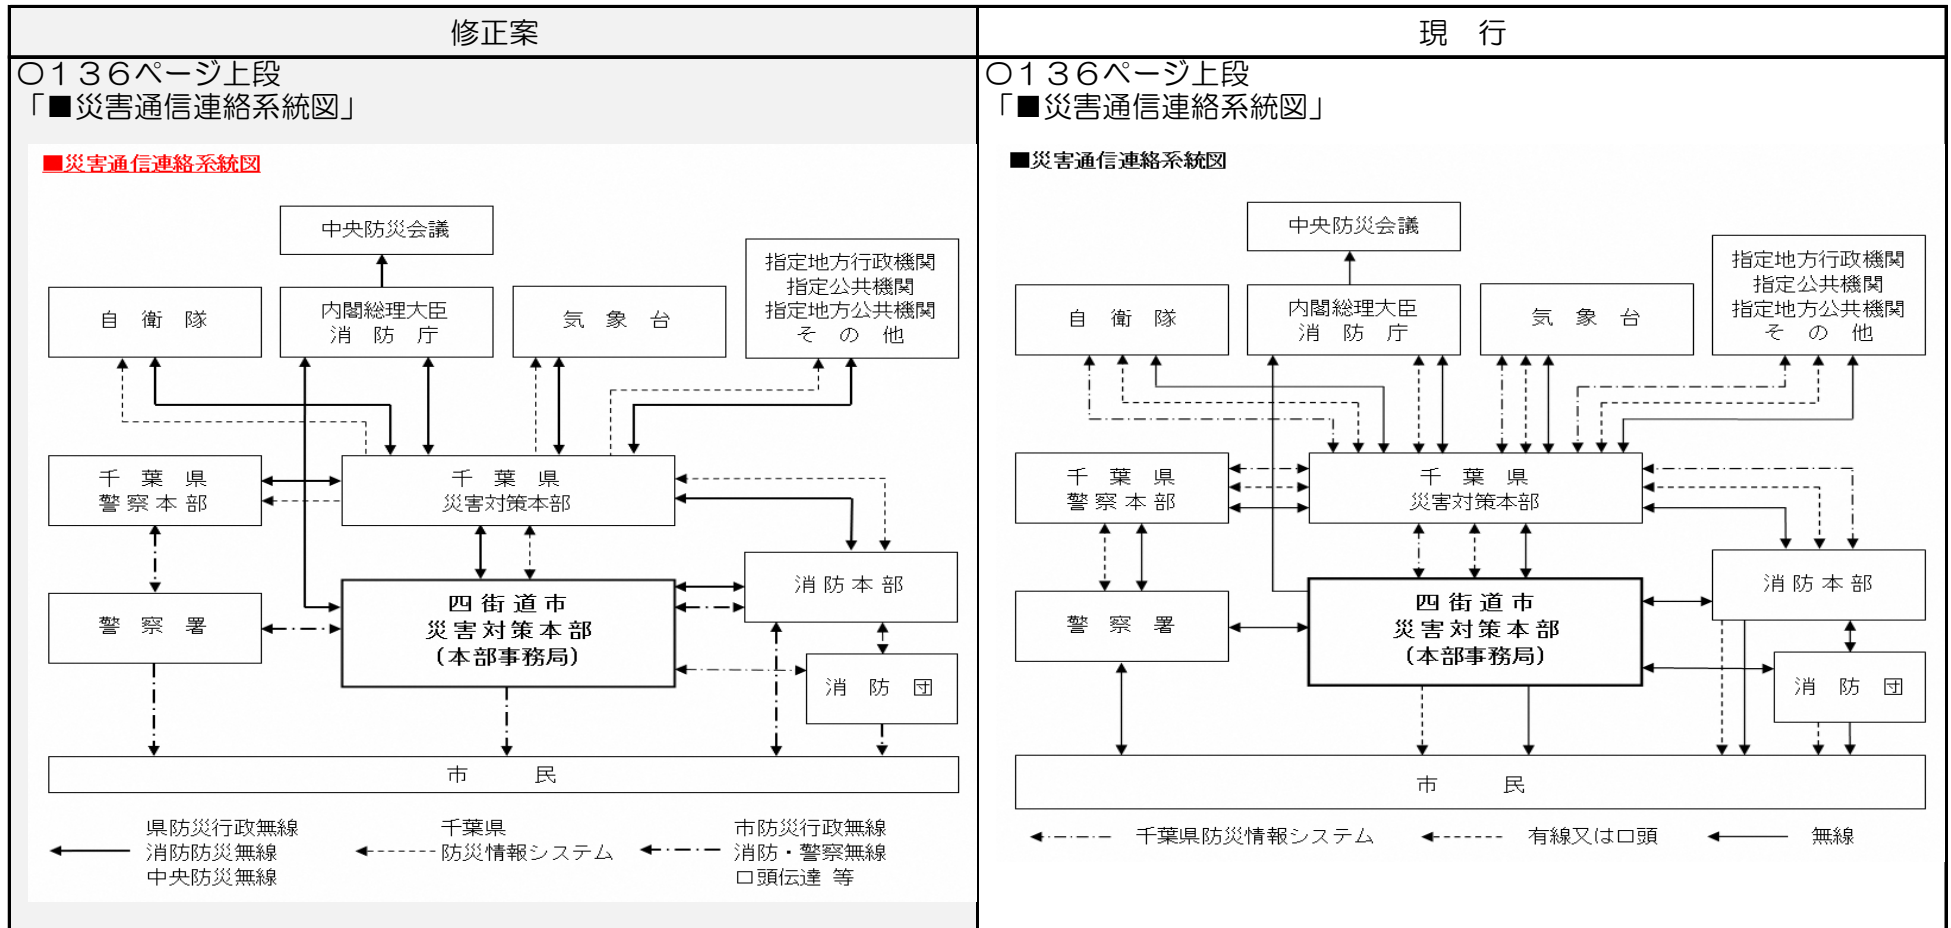 修正案
〇１３６ページ上段
「■災害通信連絡系統図」
■災害通信連絡系統図
中央防災会議
指定地方行政機関
指定公共機関
指定地方公共機関
そ の 他
自 衛 隊
内閣総理大臣
消 防 庁
気 象 台
千 葉 県
警 察 本 部
千 葉 県
災害対策本部
消 防 本 部
四 街 道 市
災 害 対 策 本 部
(本部事務局)
警 察 署
消 防 団
市 民
県防災行政無線
消防防災無線
中央防災無線
千葉県
防災情報システム
市防災行政無線
消防・警察無線
口頭伝達 等
現 行
〇１３６ページ上段
「■災害通信連絡系統図」
■災害通信連絡系統図
中央防災会議
指定地方行政機関
指定公共機関
指定地方公共機関
そ の 他
自 衛 隊
内閣総理大臣
消 防 庁
気 象 台
千 葉 県
警 察 本 部
千 葉 県
災害対策本部
消 防 本 部
四 街 道 市
災 害 対 策 本 部
(本部事務局)
警 察 署
消 防 団
市 民
千葉県防災情報システム
有線又は口頭
無線